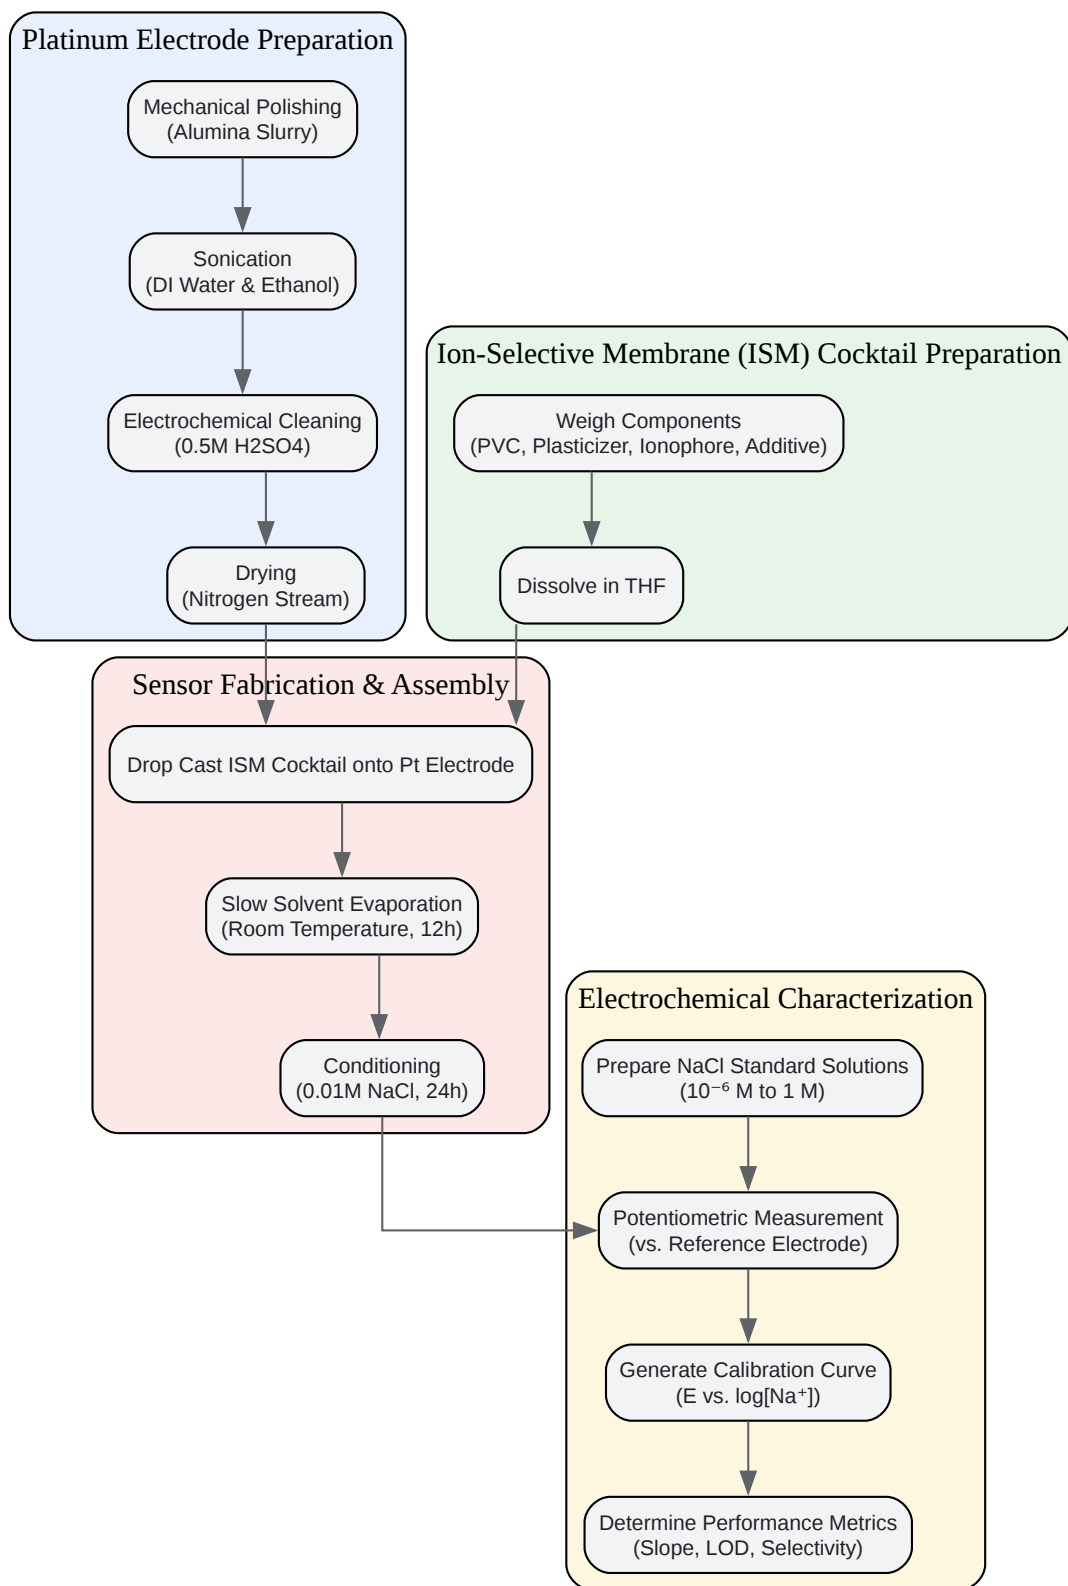 Platinum Electrode Preparation
Mechanical Polishing
(Alumina Slurry)
Sonication
(DI Water & Ethanol)
Electrochemical Cleaning
(0.5M H2SO4)
Drying
(Nitrogen Stream)
Ion-Selective Membrane (ISM) Cocktail Preparation
Weigh Components
(PVC, Plasticizer, Ionophore, Additive)
Dissolve in THF
Sensor Fabrication & Assembly
Drop Cast ISM Cocktail onto Pt Electrode
Slow Solvent Evaporation
(Room Temperature, 12h)
Conditioning
(0.01M NaCl, 24h)
Electrochemical Characterization
Prepare NaCl Standard Solutions
(10⁻⁶ M to 1 M)
Potentiometric Measurement
(vs. Reference Electrode)
Generate Calibration Curve
(E vs. log[Na⁺])
Determine Performance Metrics
(Slope, LOD, Selectivity)